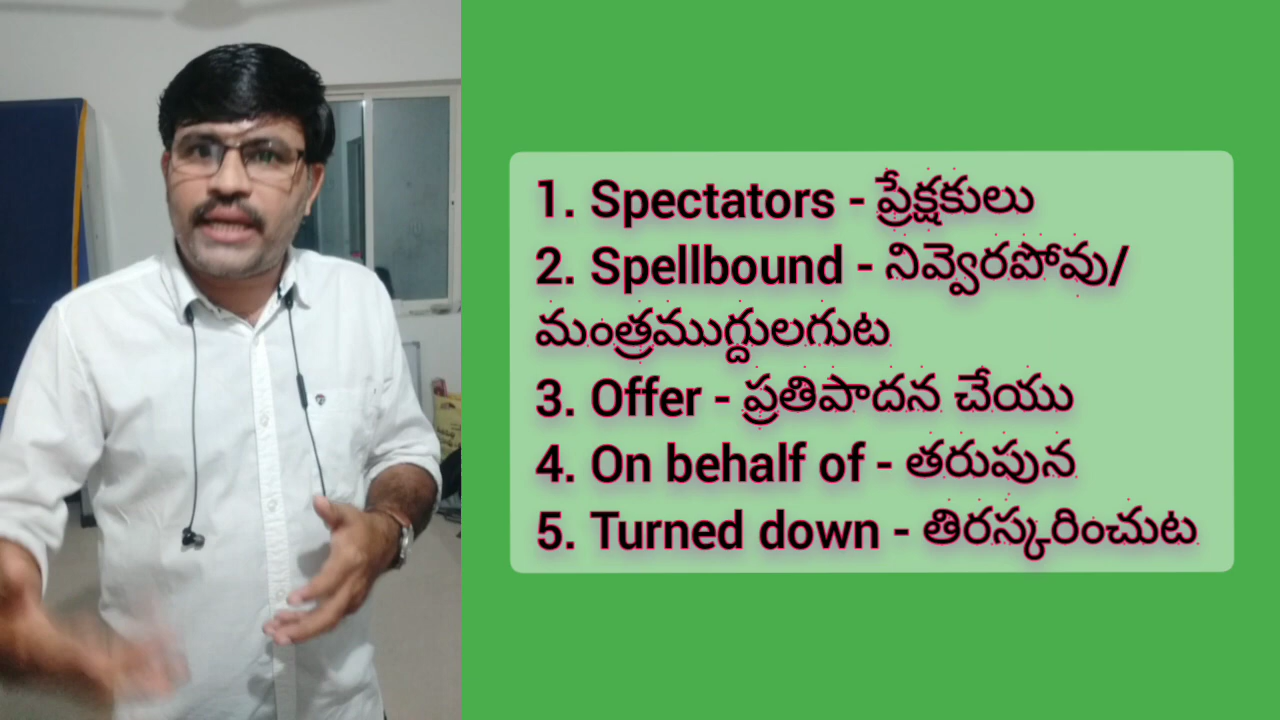 1. Spectators - ప్రేక్షకులు
2. Spellbound - నివ్వెరపోవు/
మంత్రముగ్దులగుట
3. Offer - ప్రతిపాదన చేయు
4. On behalf of - తరుపున
5. Turned down - తిరస్కరించుట